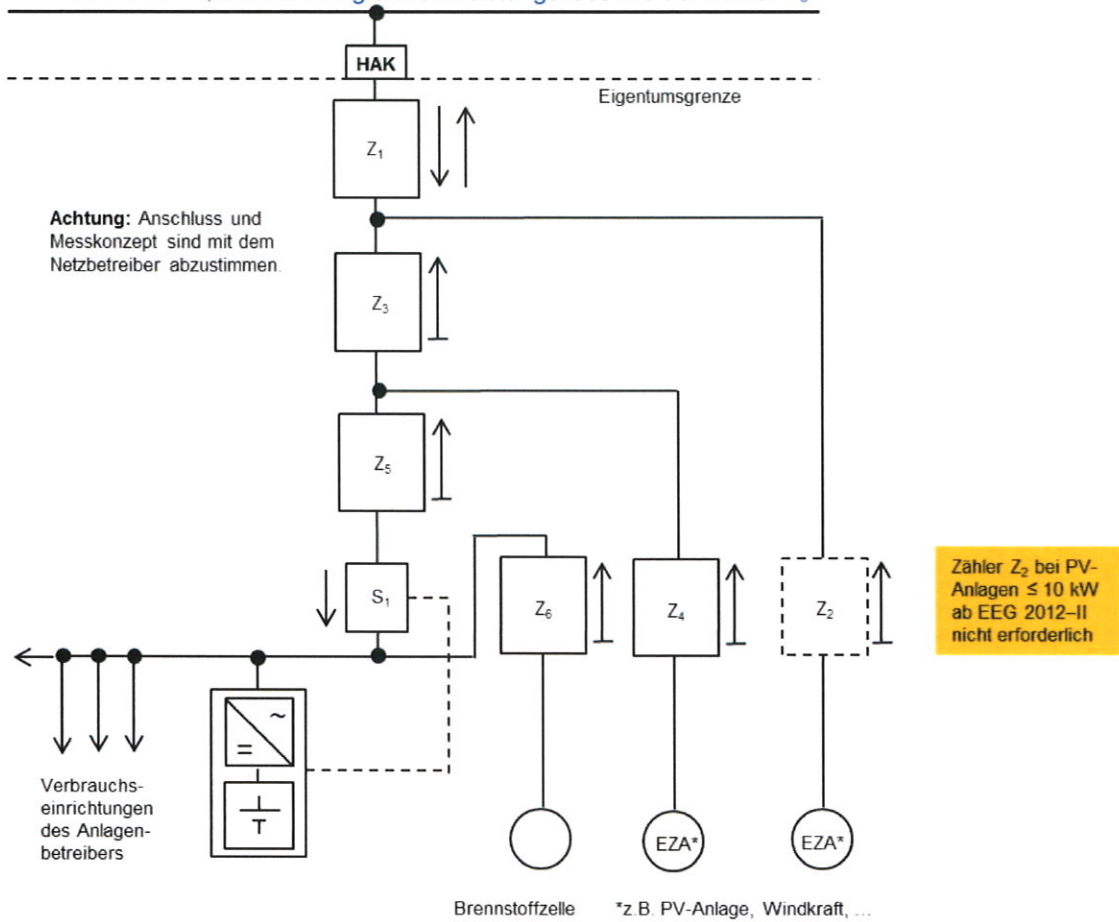 HAK
Eigentumsgrenze
Z₁
Achtung: Anschluss und
Messkonzept sind mit dem
Netzbetreiber abzustimmen.
Z₃
Z₅
S₁
Z₆
Z₄
Z₂
Zähler Z₂ bei PV-
Anlagen ≤ 10 kW
ab EEG 2012–II
nicht erforderlich
~
=
Verbrauchs-
einrichtungen
des Anlagen-
betreibers
EZA*
EZA*
Brennstoffzelle
*z.B. PV-Anlage, Windkraft, ...